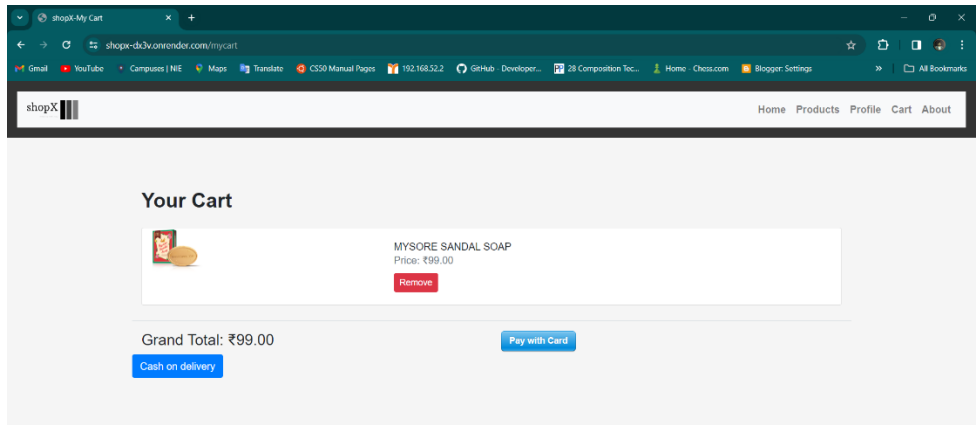 shopX-My Cart
shopx-dx3v.onrender.com/mycart
Gmail YouTube Campuses | NIE Maps Translate CS50 Manual Pages 192.168.52.2 GitHub - Developer... 28 Composition Tec... Home - Chess.com Blogger: Settings » All Bookmarks
shopX Home Products Profile Cart About
Your Cart
MYSORE SANDAL SOAP
Price: ₹99.00
Remove
Grand Total: ₹99.00 Pay with Card
Cash on delivery